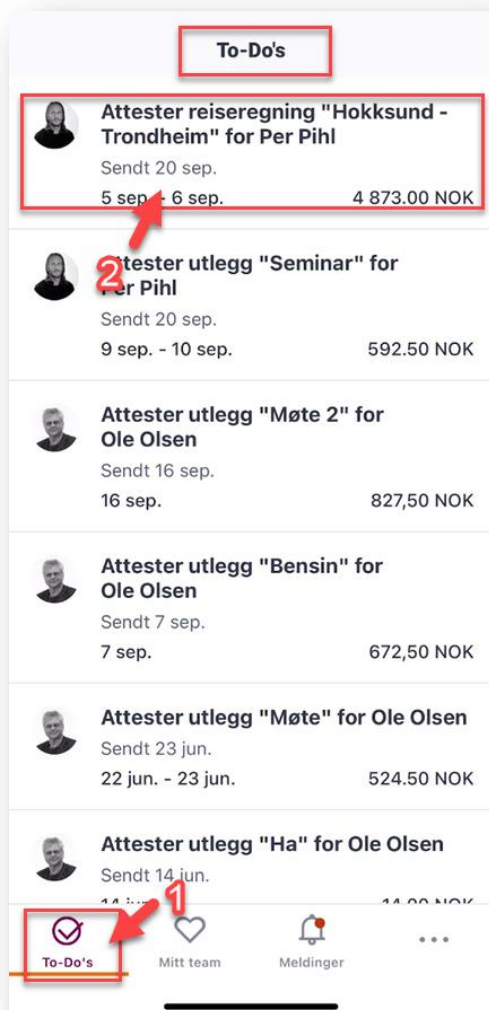 To-Do's
Attester reiseregning "Hokksund -
Trondheim" for Per Pihl
Sendt 20 sep.
5 sep. - 6 sep. 4 873.00 NOK
2
Attester utlegg "Seminar" for
Per Pihl
Sendt 20 sep.
9 sep. - 10 sep. 592.50 NOK
Attester utlegg "Møte 2" for
Ole Olsen
Sendt 16 sep.
16 sep. 827,50 NOK
Attester utlegg "Bensin" for
Ole Olsen
Sendt 7 sep.
7 sep. 672,50 NOK
Attester utlegg "Møte" for Ole Olsen
Sendt 23 jun.
22 jun. - 23 jun. 524.50 NOK
Attester utlegg "Ha" for Ole Olsen
Sendt 14 jun.
1
To-Do's Mitt team Meldinger